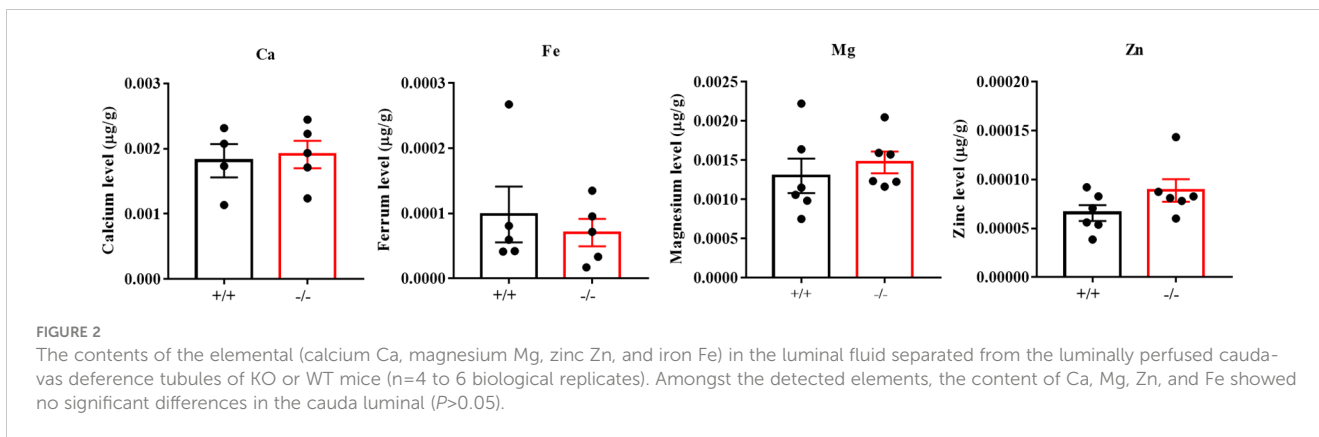 Ca
Fe
Mg
Zn
Calcium level (µg/g)
0.003
0.002
0.001
0.000
+/+
-/-
Ferrum level (µg/g)
0.0003
0.0002
0.0001
0.0000
+/+
-/-
Magnesium level (µg/g)
0.0025
0.0020
0.0015
0.0010
0.0005
0.0000
+/+
-/-
Zinc level (µg/g)
0.00020
0.00015
0.00010
0.00005
0.00000
+/+
-/-
FIGURE 2
The contents of the elemental (calcium Ca, magnesium Mg, zinc Zn, and iron Fe) in the luminal fluid separated from the luminally perfused cauda-
vas deference tubules of KO or WT mice (n=4 to 6 biological replicates). Amongst the detected elements, the content of Ca, Mg, Zn, and Fe showed
no significant differences in the cauda luminal (P>0.05).